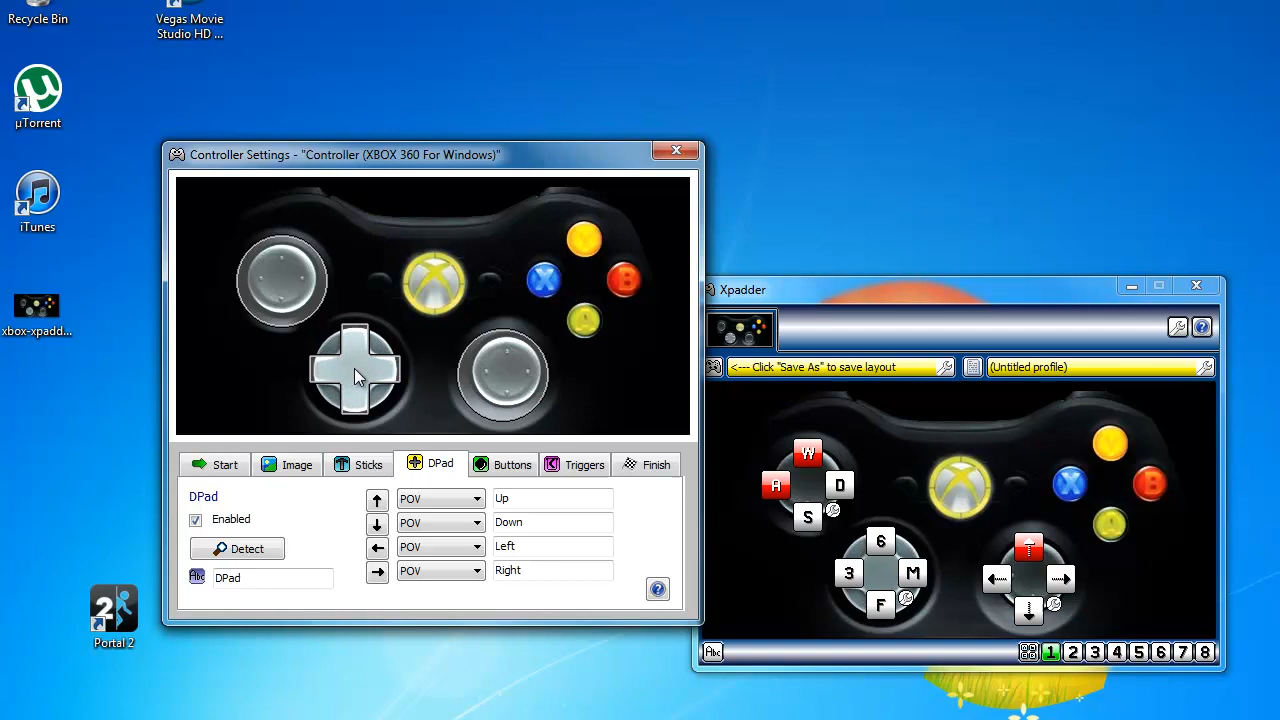 Recycle Bin
Vegas Movie
Studio HD ...
µTorrent
iTunes
xbox-xpadd...
2
Portal 2
Controller Settings - "Controller (XBOX 360 For Windows)"
Y
X
B
A
Start
Image
Sticks
DPad
Buttons
Triggers
Finish
DPad
Enabled
Detect
Abc
DPad
POV
Up
POV
Down
POV
Left
POV
Right
?
Xpadder
?
<--- Click "Save As" to save layout
(Untitled profile)
W
A
D
S
6
3
M
F
X
B
A
Abc
1
2
3
4
5
6
7
8